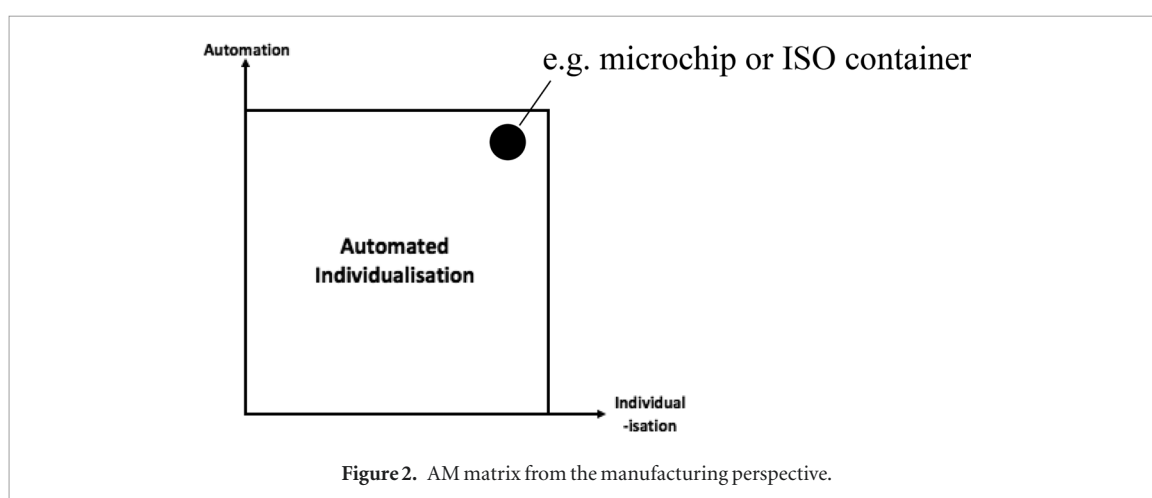 Automation
e.g. microchip or ISO container
Automated
Individualisation
Individual
-isation
Figure 2. AM matrix from the manufacturing perspective.